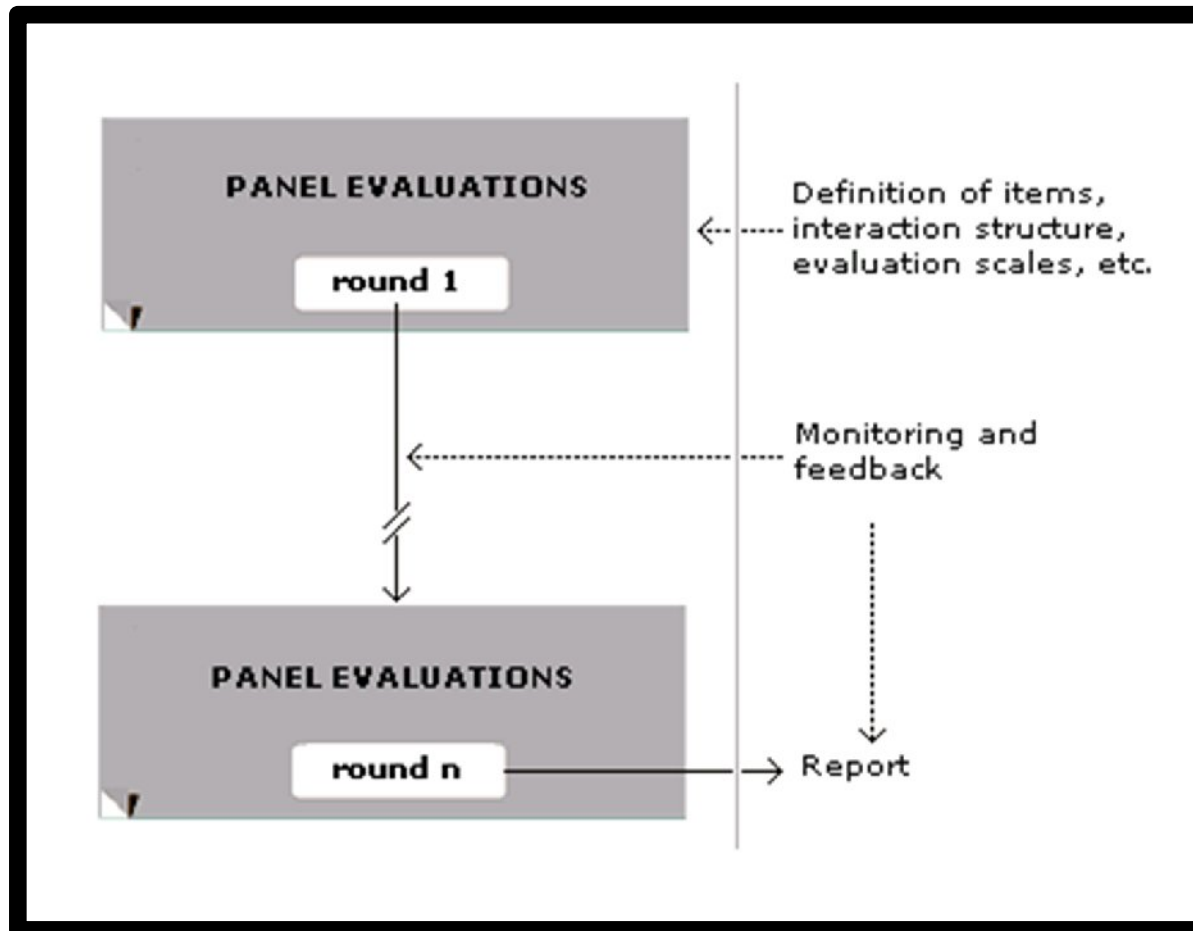 PANEL EVALUATIONS
round 1
Definition of items,
interaction structure,
evaluation scales, etc.
Monitoring and
feedback
PANEL EVALUATIONS
round n
Report